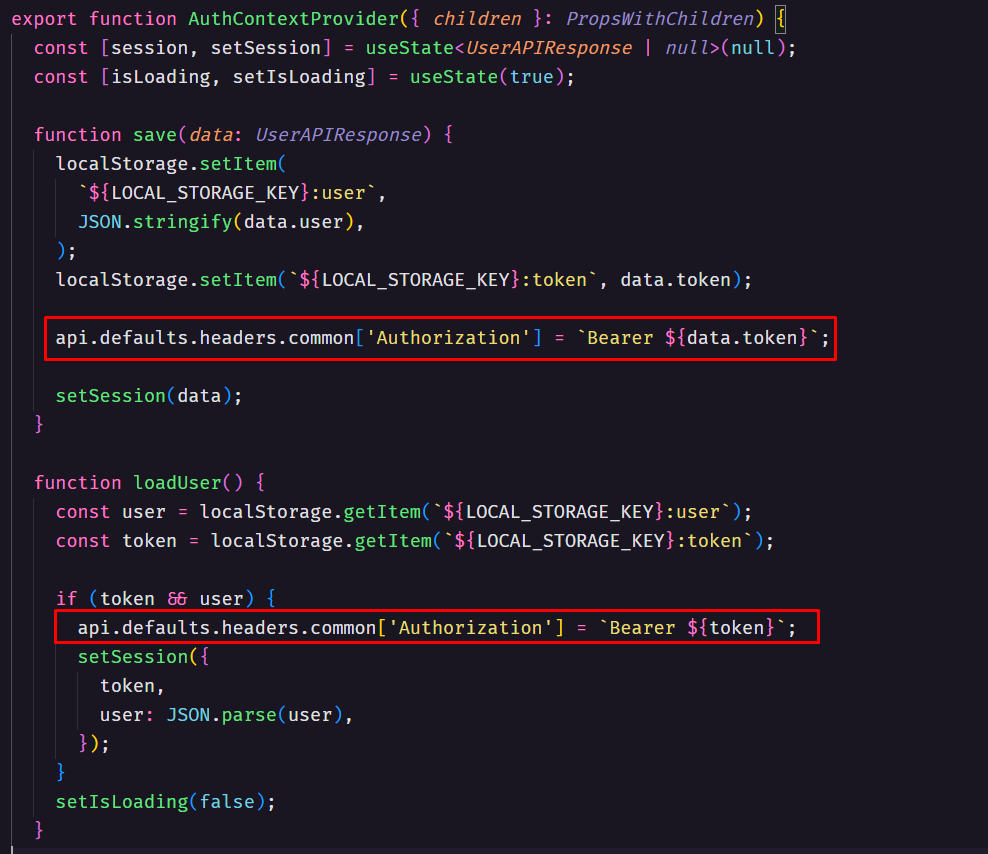 export function AuthContextProvider({ children }: PropsWithChildren) {
const [session, setSession] = useState<UserAPIResponse | null>(null);
const [isLoading, setIsLoading] = useState(true);
function save(data: UserAPIResponse) {
localStorage.setItem(
`${LOCAL_STORAGE_KEY}:user`,
JSON.stringify(data.user),
);
localStorage.setItem(`${LOCAL_STORAGE_KEY}:token`, data.token);
api.defaults.headers.common['Authorization'] = `Bearer ${data.token}`;
setSession(data);
}
function loadUser() {
const user = localStorage.getItem(`${LOCAL_STORAGE_KEY}:user`);
const token = localStorage.getItem(`${LOCAL_STORAGE_KEY}:token`);
if (token && user) {
api.defaults.headers.common['Authorization'] = `Bearer ${token}`;
setSession({
token,
user: JSON.parse(user),
});
}
setIsLoading(false);
}